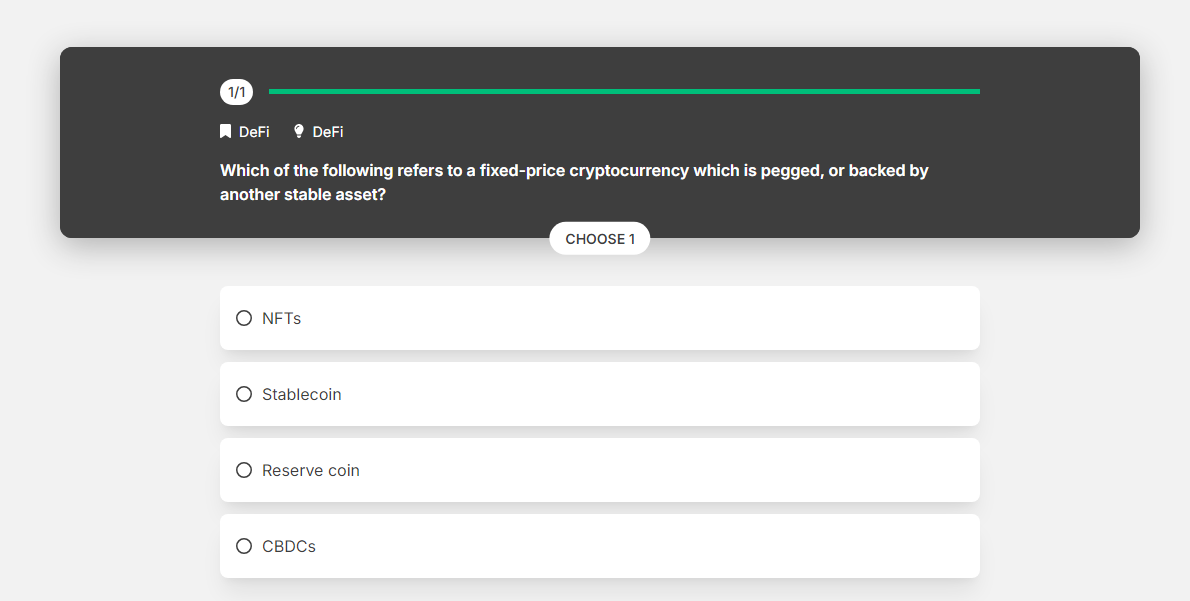 1/1
DeFi DeFi
Which of the following refers to a fixed-price cryptocurrency which is pegged, or backed by
another stable asset?
CHOOSE 1
NFTs
Stablecoin
Reserve coin
CBDCs